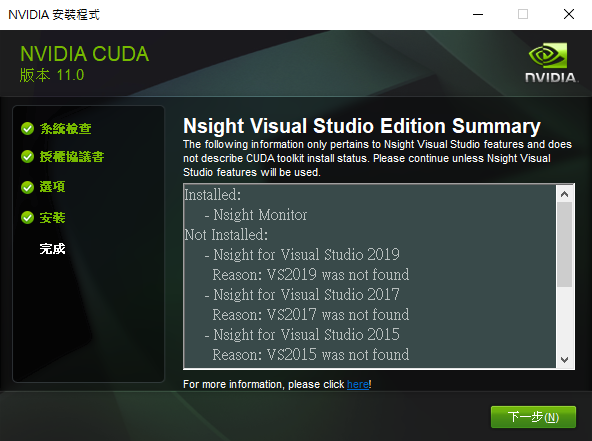 NVIDIA 安裝程式
NVIDIA CUDA
版本 11.0
NVIDIA.
系統檢查
授權協議書
選項
安裝
完成
Nsight Visual Studio Edition Summary
The following information only pertains to Nsight Visual Studio features and does
not describe CUDA toolkit install status. Please continue unless Nsight Visual
Studio features will be used.
Installed:
- Nsight Monitor
Not Installed:
- Nsight for Visual Studio 2019
Reason: VS2019 was not found
- Nsight for Visual Studio 2017
Reason: VS2017 was not found
- Nsight for Visual Studio 2015
Reason: VS2015 was not found
For more information, please click here!
下一步(N)